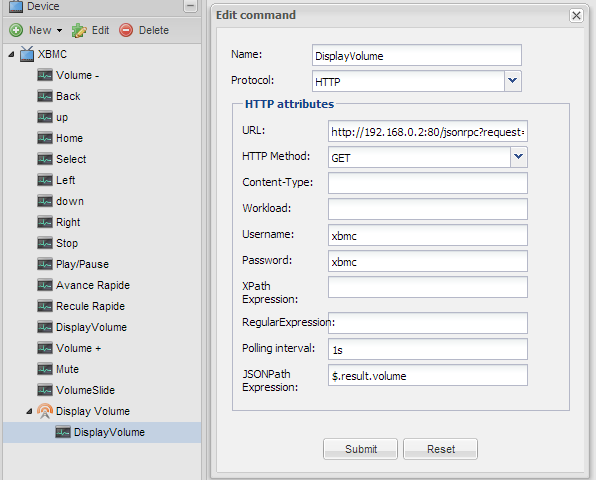 Device
New
Edit
Delete
XBMC
Volume -
Back
up
Home
Select
Left
down
Right
Stop
Play/Pause
Avance Rapide
Recule Rapide
DisplayVolume
Volume +
Mute
VolumeSlide
Display Volume
DisplayVolume
Edit command
Name: DisplayVolume
Protocol: HTTP
HTTP attributes
URL: http://192.168.0.2:80/jsonrpc?request=
HTTP Method: GET
Content-Type:
Workload:
Username: xbmc
Password: xbmc
XPath
Expression:
RegularExpression:
Polling interval: 1s
JSONPath
Expression: $.result.volume
Submit Reset